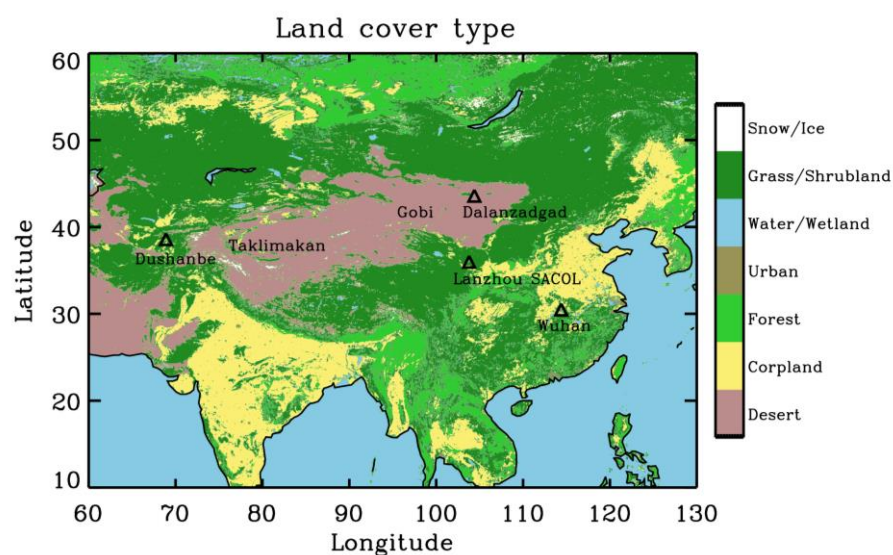 Land cover type
60
50
40
30
20
10
Latitude
60 70 80 90 100 110 120 130
Longitude
Gobi
Dalanzadgad
Taklimakan
Dushanbe
Lanzhou SACOL
Wuhan
Snow/Ice
Grass/Shrubland
Water/Wetland
Urban
Forest
Corpland
Desert